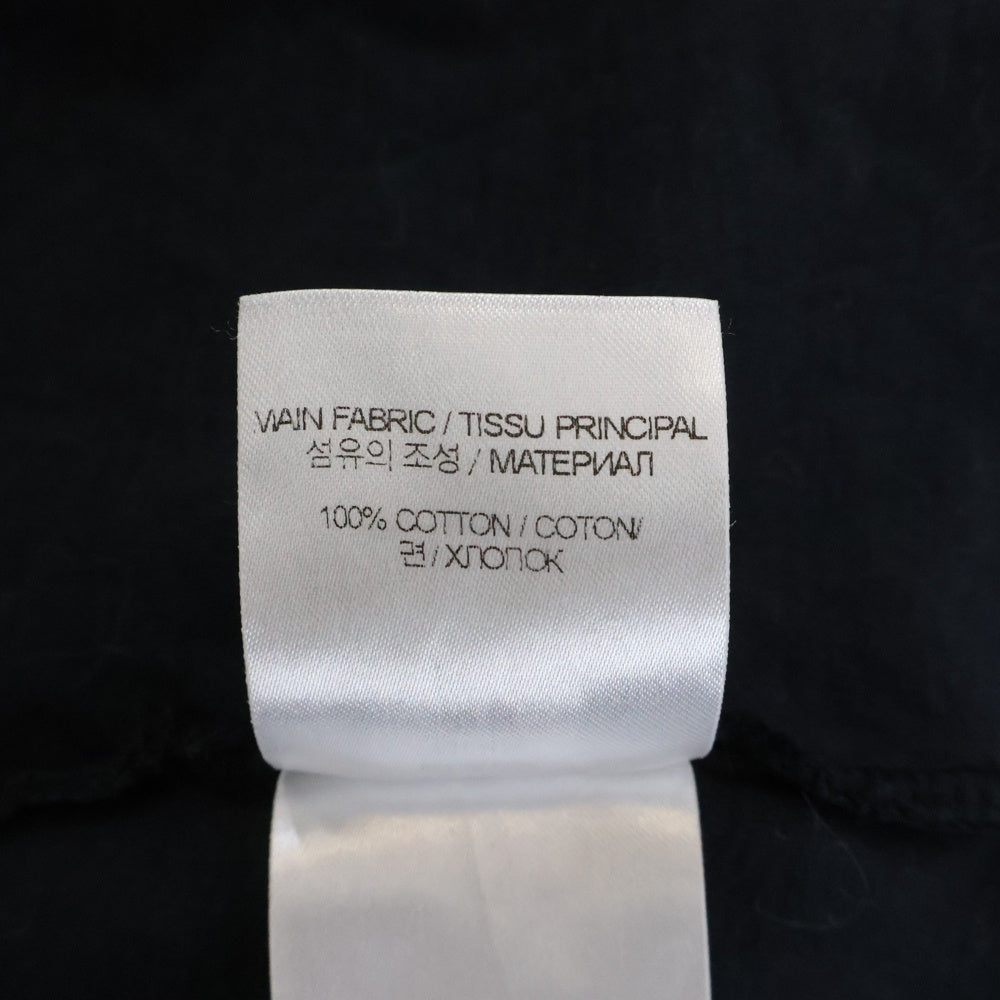 MAIN FABRIC / TISSU PRINCIPAL
섬유의 조성 / МАТЕРИАЛ
100% COTTON / COTON/
면 / ХЛОПОК